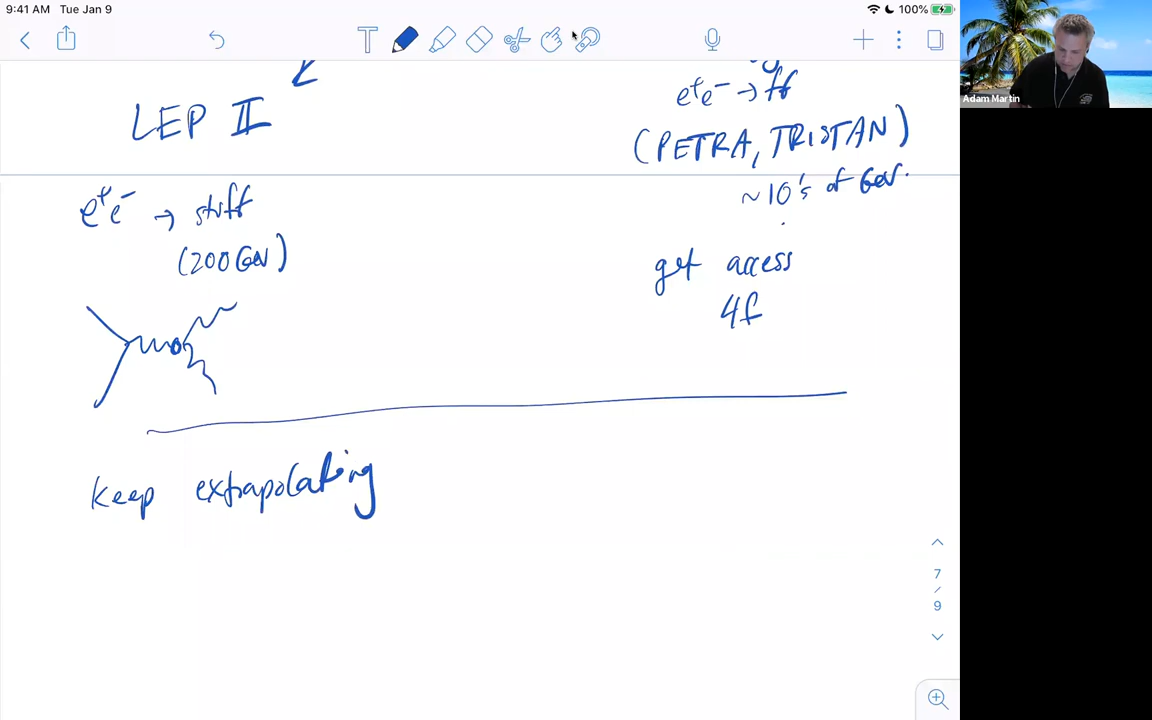 9:41 AM Tue Jan 9
100%
Adam Martin
LEP II
e⁺e⁻ → stuff
(200 GeV)
e⁺e⁻ → ff
(PETRA, TRISTAN)
~10's of GeV.
get access
4f
keep extrapolating
7
/
9